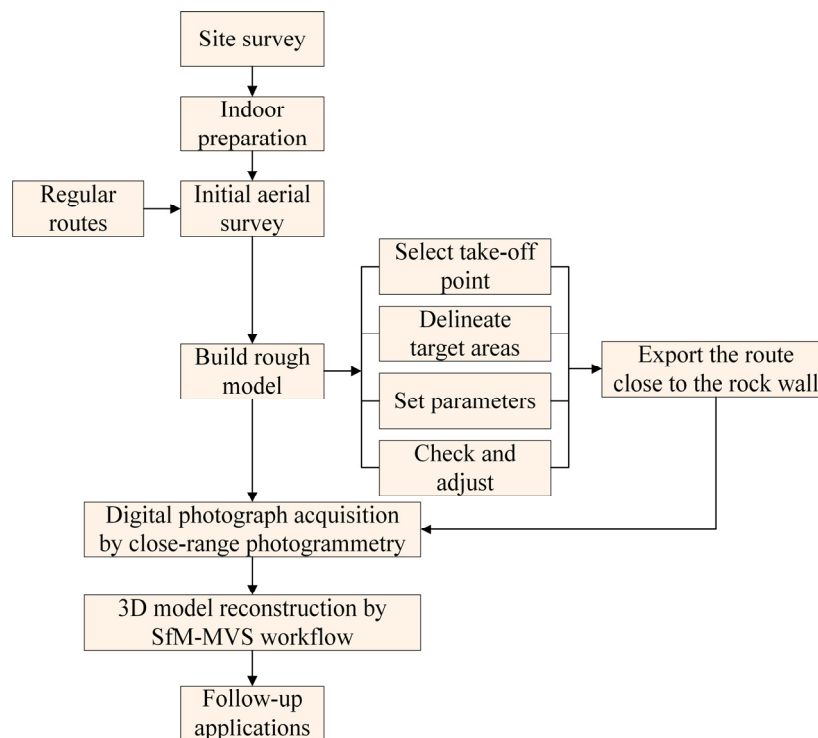 Site survey
Indoor
preparation
Regular
routes
Initial aerial
survey
Select take-off
point
Delineate
target areas
Build rough
model
Set parameters
Check and
adjust
Export the route
close to the rock wall
Digital photograph acquisition
by close-range photogrammetry
3D model reconstruction by
SfM-MVS workflow
Follow-up
applications